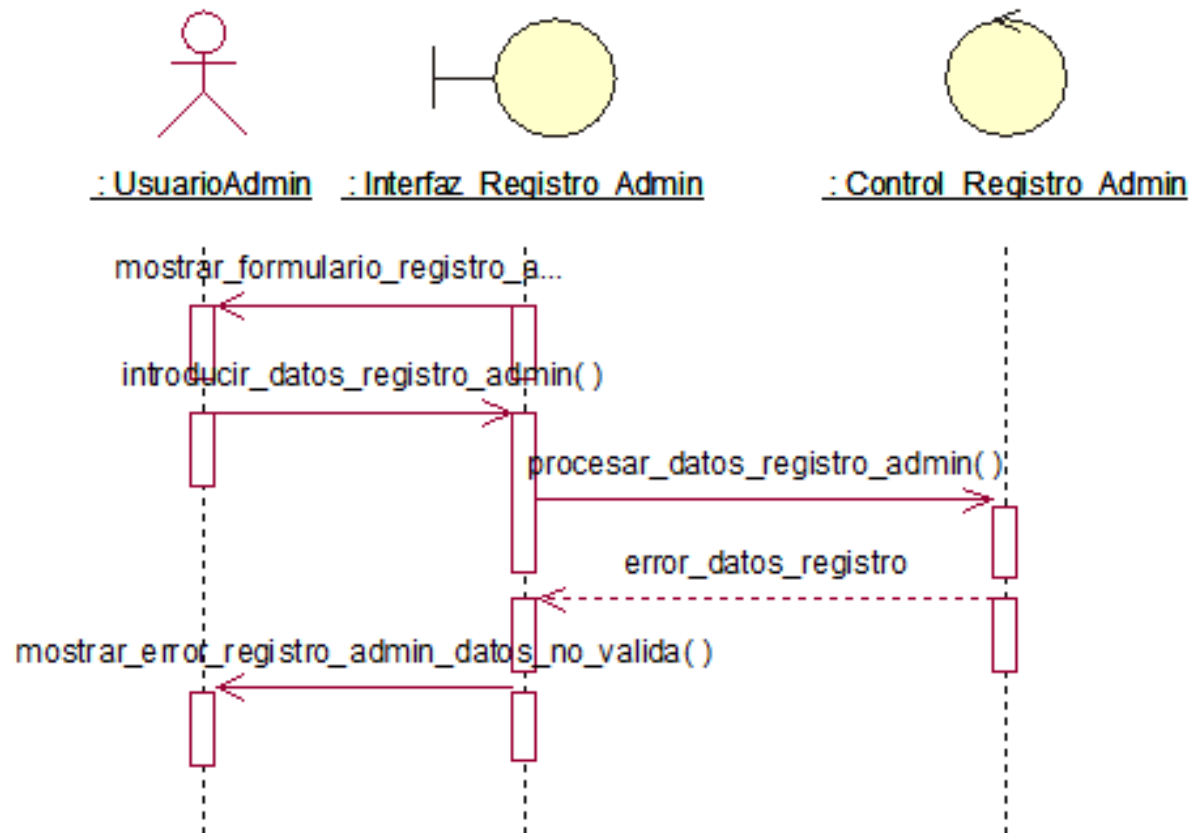 : UsuarioAdmin
: Interfaz_Registro_Admin
: Control_Registro_Admin
mostrar_formulario_registro_a...
introducir_datos_registro_admin( )
procesar_datos_registro_admin( )
error_datos_registro
mostrar_error_registro_admin_datos_no_valida( )